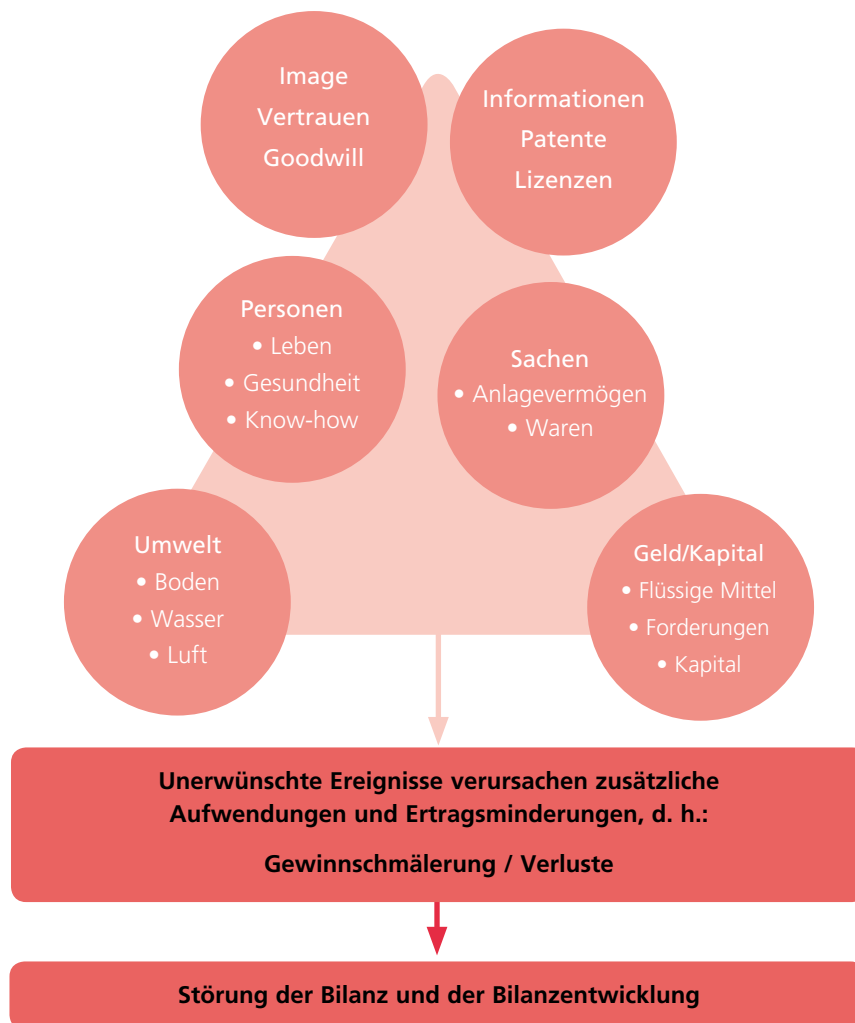 Image
Vertrauen
Goodwill
Informationen
Patente
Lizenzen
Personen
• Leben
• Gesundheit
• Know-how
Sachen
• Anlagevermögen
• Waren
Umwelt
• Boden
• Wasser
• Luft
Geld/Kapital
• Flüssige Mittel
• Forderungen
• Kapital
Unerwünschte Ereignisse verursachen zusätzliche
Aufwendungen und Ertragsminderungen, d. h.:
Gewinnschmälerung / Verluste
Störung der Bilanz und der Bilanzentwicklung